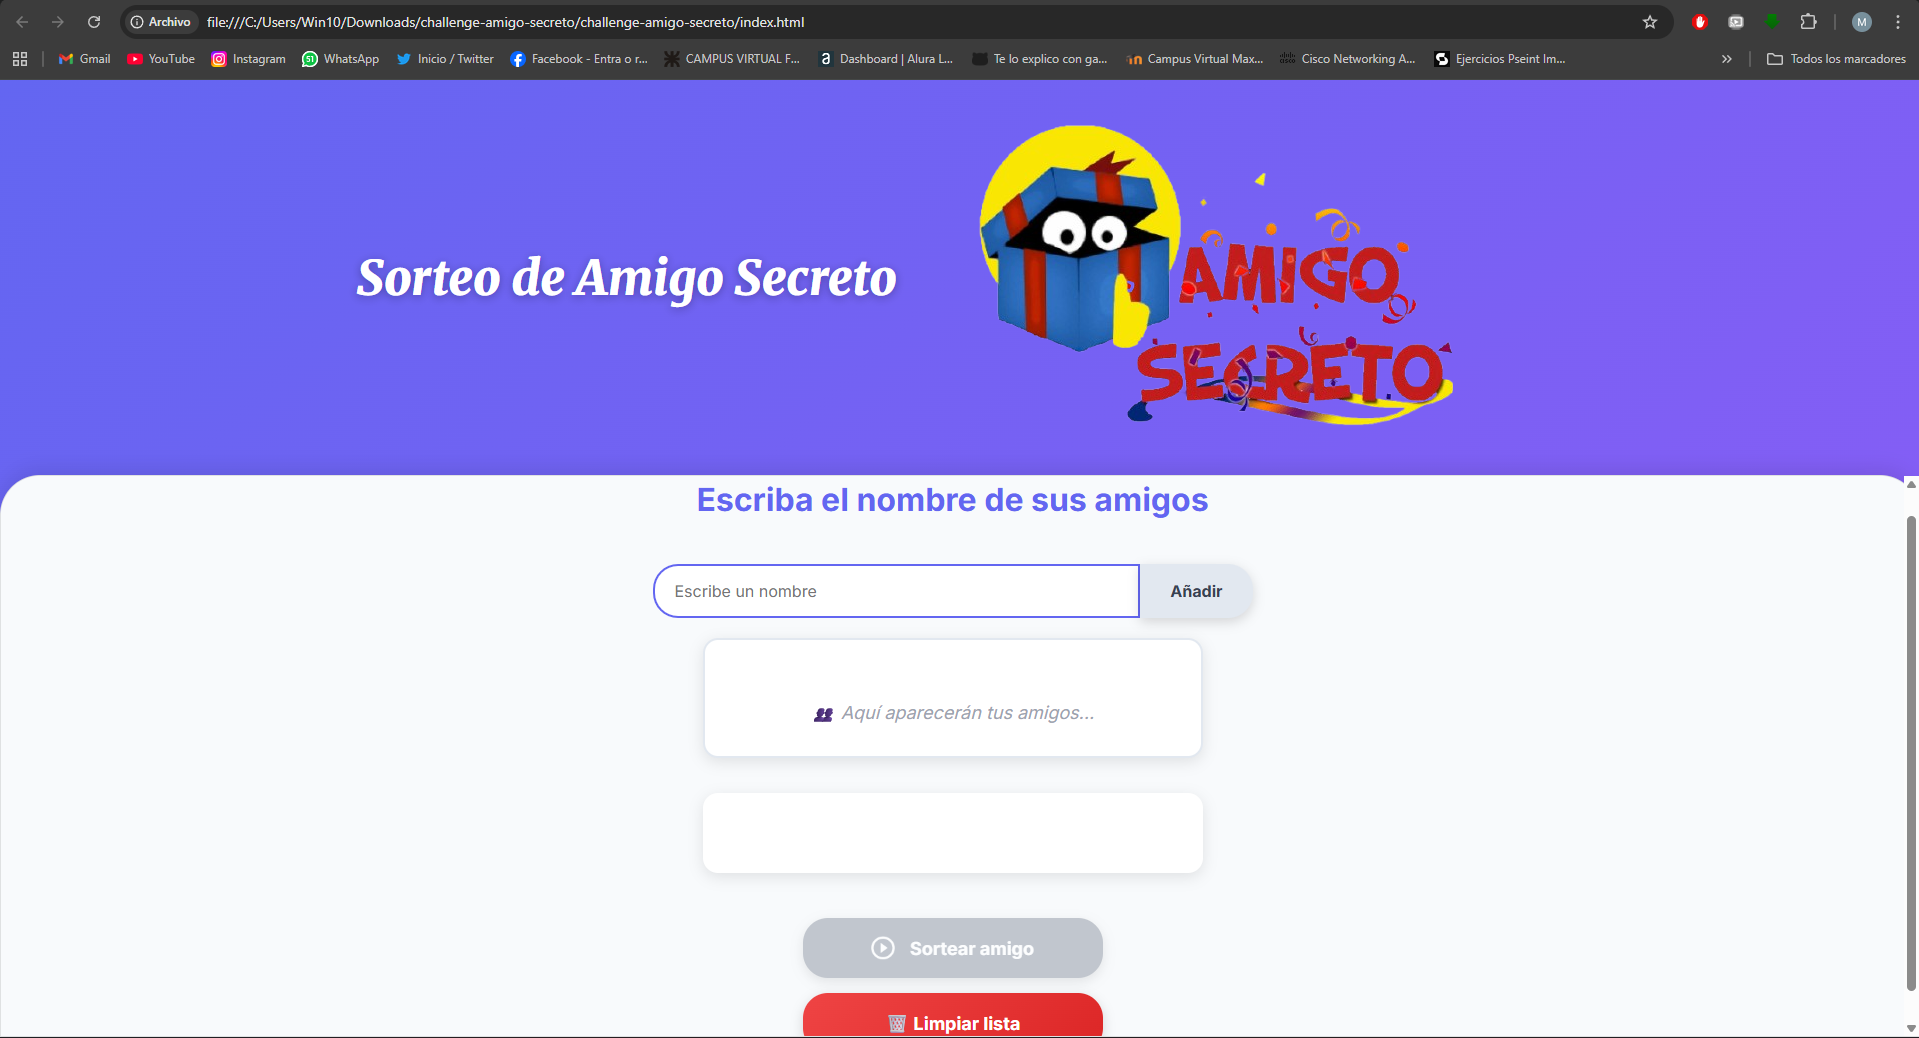 Archivo file:///C:/Users/Win10/Downloads/challenge-amigo-secreto/challenge-amigo-secreto/index.html M
Gmail YouTube Instagram WhatsApp Inicio / Twitter Facebook - Entra o r... CAMPUS VIRTUAL F... Dashboard | Alura L... Te lo explico con ga... Campus Virtual Max... Cisco Networking A... Ejercicios Pseint Im... » Todos los marcadores
Sorteo de Amigo Secreto
AMIGO
SECRETO
Escriba el nombre de sus amigos
Escribe un nombre Añadir
Aquí aparecerán tus amigos...
Sortear amigo
Limpiar lista